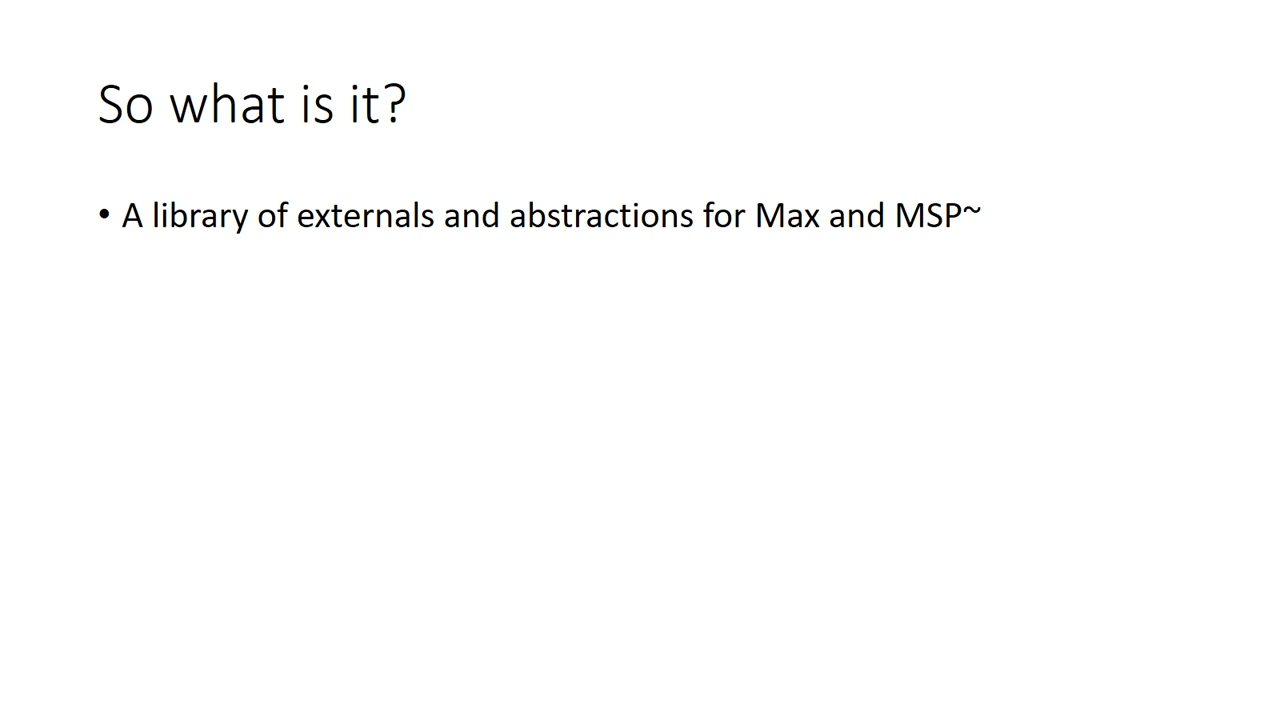 So what is it?
• A library of externals and abstractions for Max and MSP~